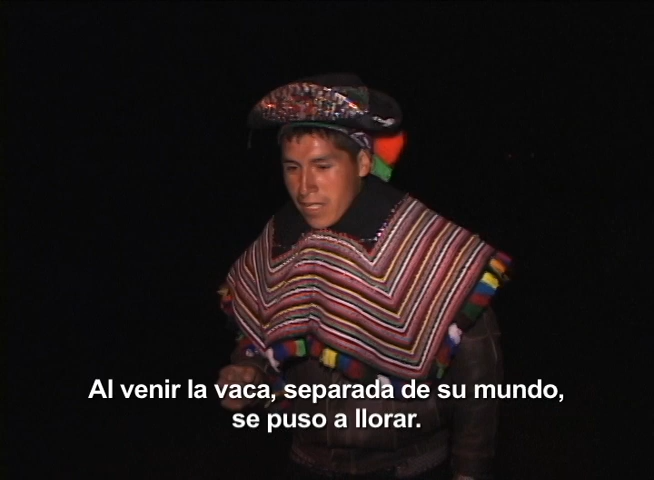 Al venir la vaca, separada de su mundo,
se puso a llorar.